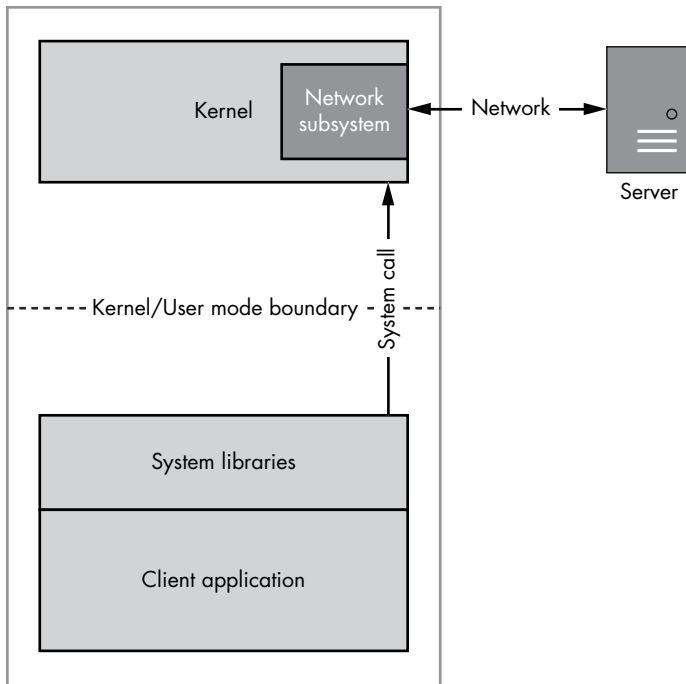 Kernel
Network
subsystem
Network
Server
System call
Kernel/User mode boundary
System libraries
Client application